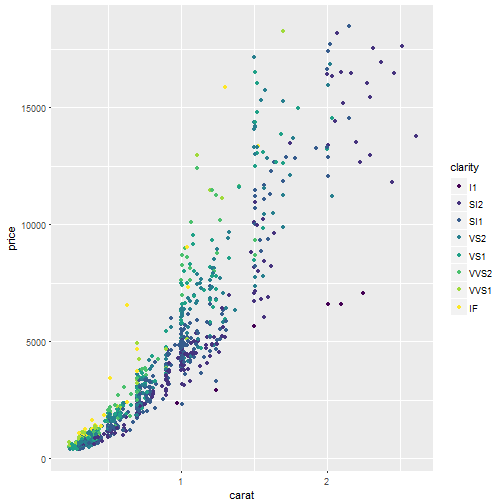 15000
10000
5000
0
price
1
2
carat
clarity
I1
SI2
SI1
VS2
VS1
VVS2
VVS1
IF